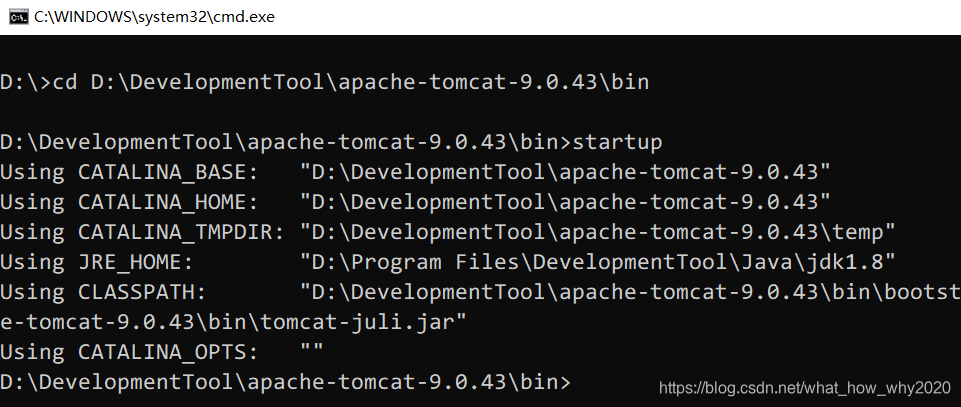 C:\WINDOWS\system32\cmd.exe
D:\>cd D:\DevelopmentTool\apache-tomcat-9.0.43\bin
D:\DevelopmentTool\apache-tomcat-9.0.43\bin>startup
Using CATALINA_BASE:   "D:\DevelopmentTool\apache-tomcat-9.0.43"
Using CATALINA_HOME:   "D:\DevelopmentTool\apache-tomcat-9.0.43"
Using CATALINA_TMPDIR: "D:\DevelopmentTool\apache-tomcat-9.0.43\temp"
Using JRE_HOME:        "D:\Program Files\DevelopmentTool\Java\jdk1.8"
Using CLASSPATH:       "D:\DevelopmentTool\apache-tomcat-9.0.43\bin\bootst
e-tomcat-9.0.43\bin\tomcat-juli.jar"
Using CATALINA_OPTS:   ""
D:\DevelopmentTool\apache-tomcat-9.0.43\bin>
https://blog.csdn.net/what_how_why2020